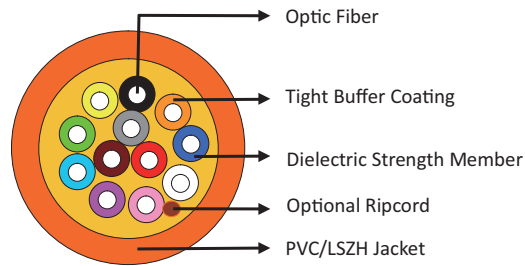 Optic Fiber
Tight Buffer Coating
Dielectric Strength Member
Optional Ripcord
PVC/LSZH Jacket